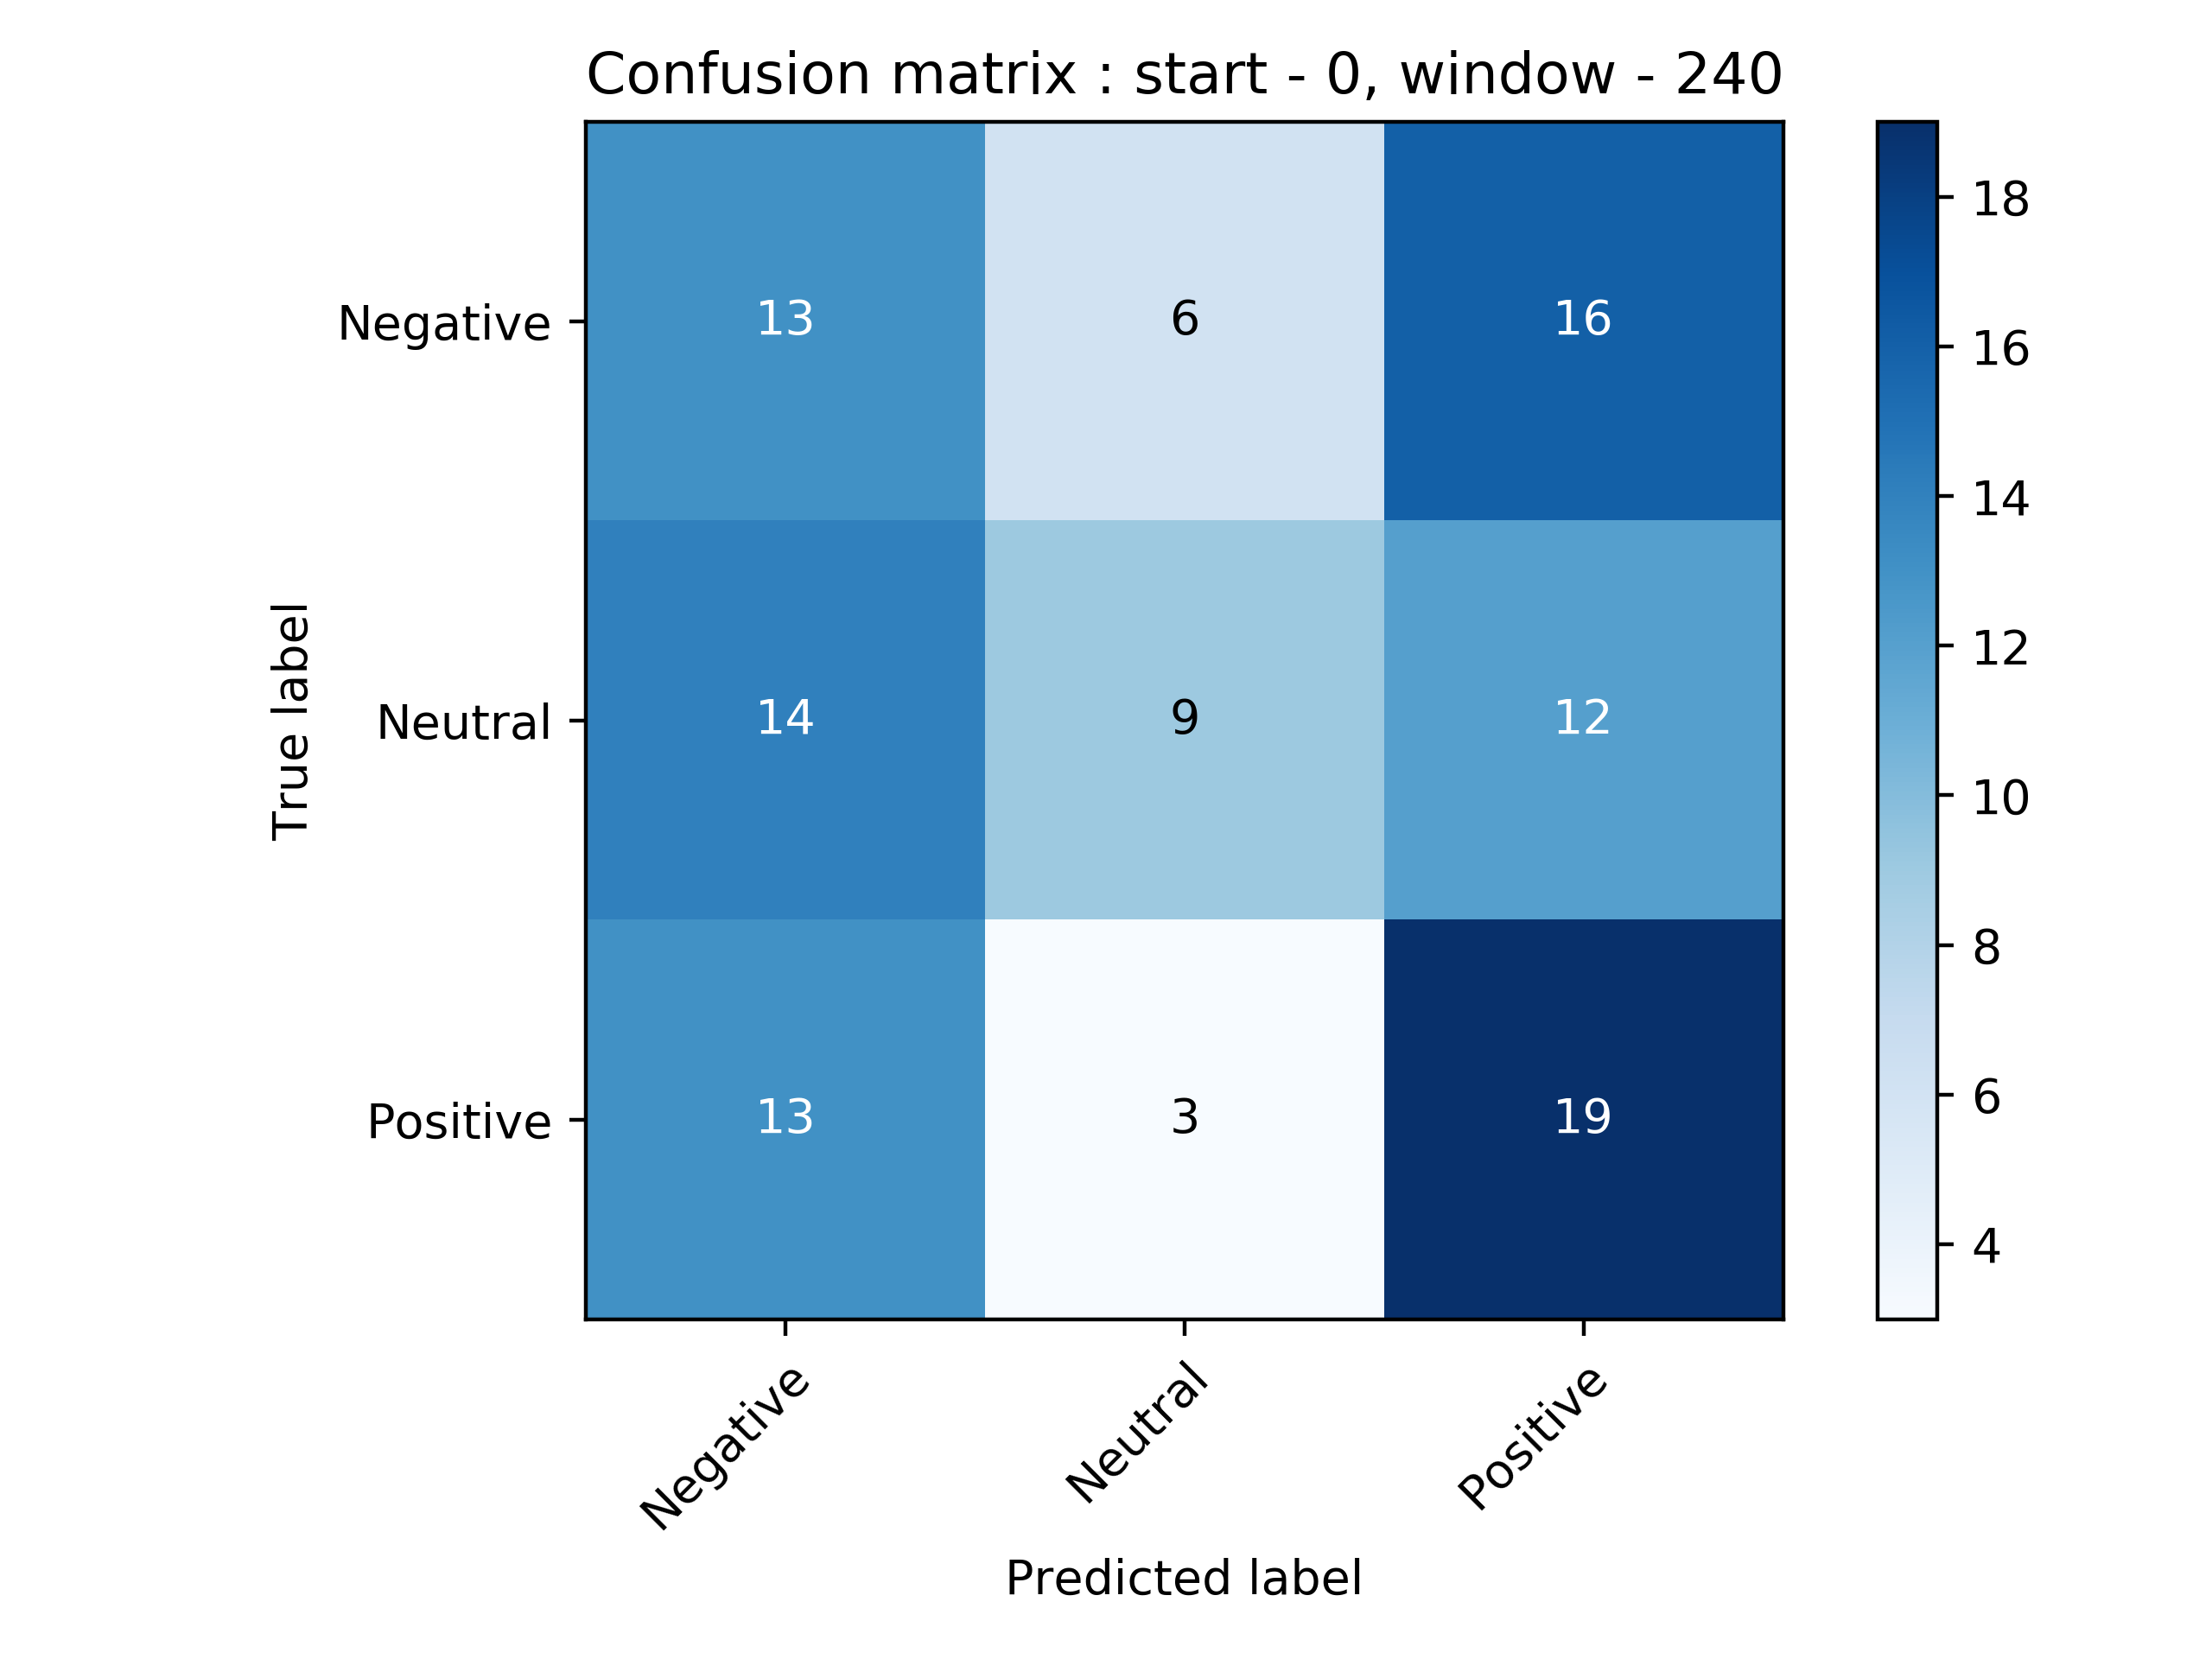 Confusion matrix : start - 0, window - 240
True label
Negative
13
6
16
Neutral
14
9
12
Positive
13
3
19
Negative
Neutral
Positive
Predicted label
18
16
14
12
10
8
6
4